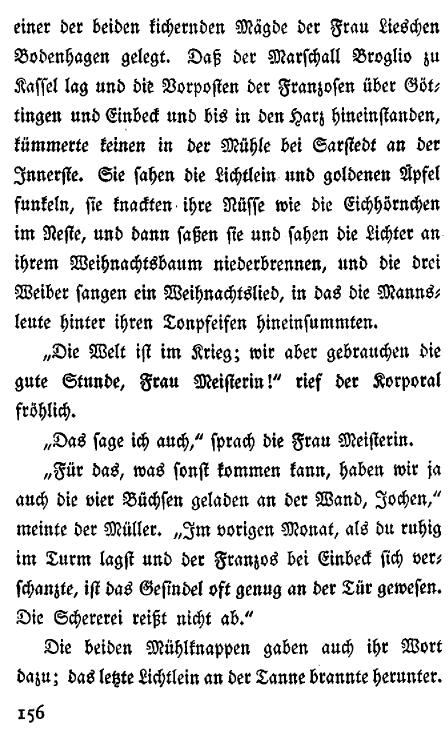 einer der beiden kichernden Mägde der Frau Lieschen
Bodenhagen gelegt. Daß der Marschall Broglio zu
Kassel lag und die Vorposten der Franzosen über Göt-
tingen und Einbeck und bis in den Harz hineinstanden,
kümmerte keinen in der Mühle bei Sarstedt an der
Innerste. Sie sahen die Lichtlein und goldenen Äpfel
funkeln, sie knackten ihre Nüsse wie die Eichhörnchen
im Neste, und dann saßen sie und sahen die Lichter an
ihrem Weihnachtsbaum niederbrennen, und die drei
Weiber sangen ein Weihnachtslied, in das die Manns-
leute hinter ihren Tonpfeifen hineinsummten.
„Die Welt ist im Krieg; wir aber gebrauchen die
gute Stunde, Frau Meisterin!“ rief der Korporal
fröhlich.
„Das sage ich auch,“ sprach die Frau Meisterin.
„Für das, was sonst kommen kann, haben wir ja
auch die vier Büchsen geladen an der Wand, Jochen,“
meinte der Müller. „Im vorigen Monat, als du ruhig
im Turm lagst und der Franzos bei Einbeck sich ver-
schanzte, ist das Gesindel oft genug an der Tür gewesen.
Die Schererei reißt nicht ab.“
Die beiden Mühlknappen gaben auch ihr Wort
dazu; das letzte Lichtlein an der Tanne brannte herunter.
156